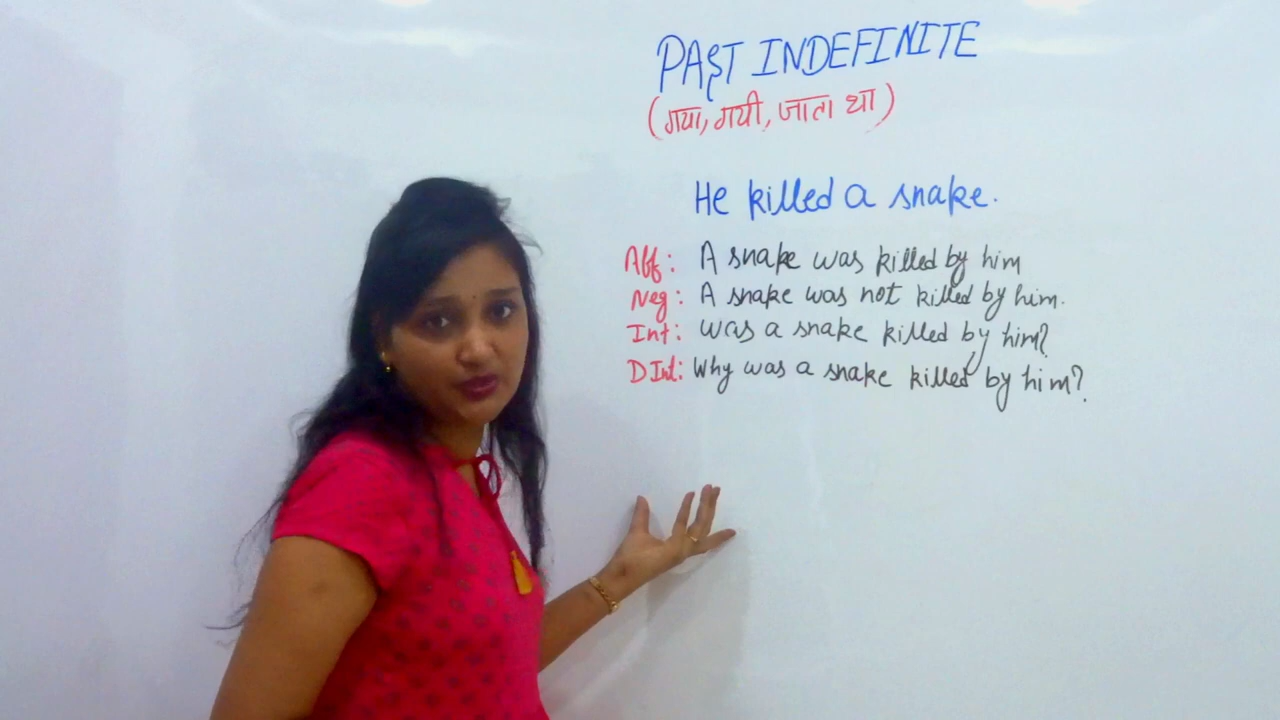 PAST INDEFINITE
(गया, गयी, जाता था)
He killed a snake.
Aff: A snake was killed by him
Neg: A snake was not killed by him.
Int: was a snake killed by him?
D Int: Why was a snake killed by him?